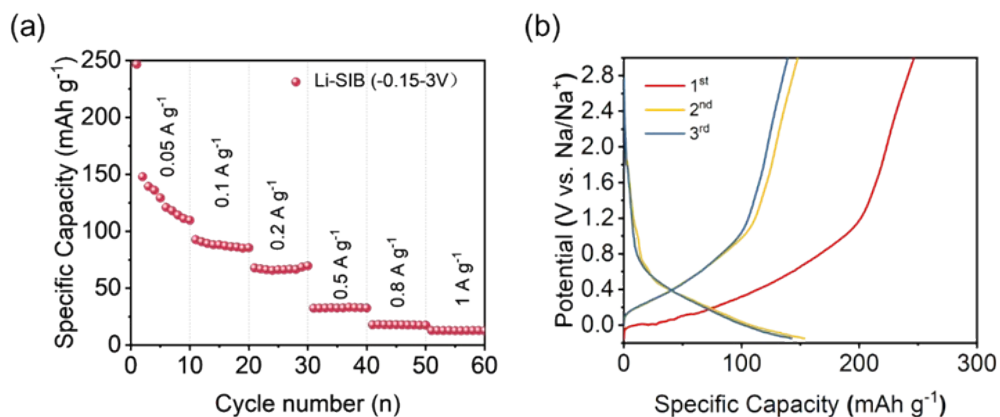 (a)
Specific Capacity (mAh g⁻¹)
250
200
150
100
50
0
Li-SIB (-0.15-3V）
0.05 A g⁻¹
0.1 A g⁻¹
0.2 A g⁻¹
0.5 A g⁻¹
0.8 A g⁻¹
1 A g⁻¹
0 10 20 30 40 50 60
Cycle number (n)
(b)
Potential (V vs. Na/Na⁺)
2.8
2.4
2.0
1.6
1.2
0.8
0.4
0.0
1ˢᵗ
2ⁿᵈ
3ʳᵈ
0 100 200 300
Specific Capacity (mAh g⁻¹)